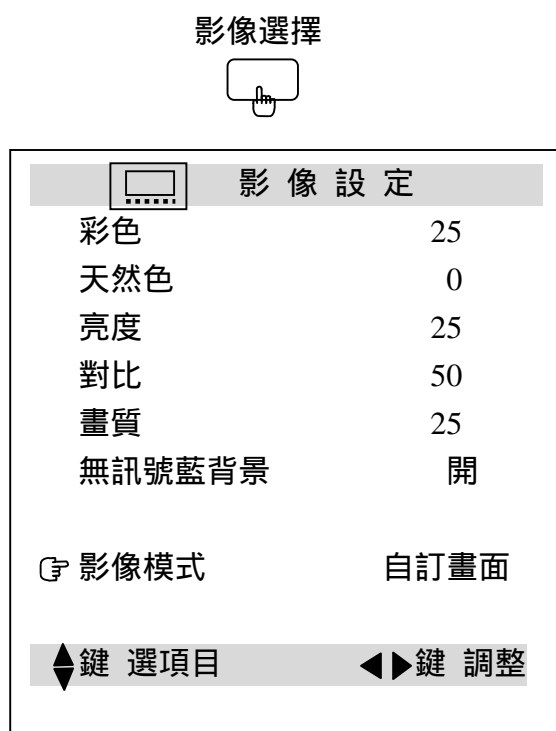 影像選擇
影像設定
彩色 25
天然色 0
亮度 25
對比 50
畫質 25
無訊號藍背景 開
影像模式 自訂畫面
鍵 選項目 鍵 調整